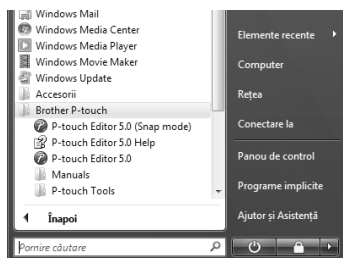 Windows Mail
Windows Media Center
Windows Media Player
Windows Movie Maker
Windows Update
Accesorii
Brother P-touch
P-touch Editor 5.0 (Snap mode)
P-touch Editor 5.0 Help
P-touch Editor 5.0
Manuals
P-touch Tools
Înapoi
Pornire căutare
Elemente recente
Computer
Rețea
Conectare la
Panou de control
Programe implicite
Ajutor și Asistență